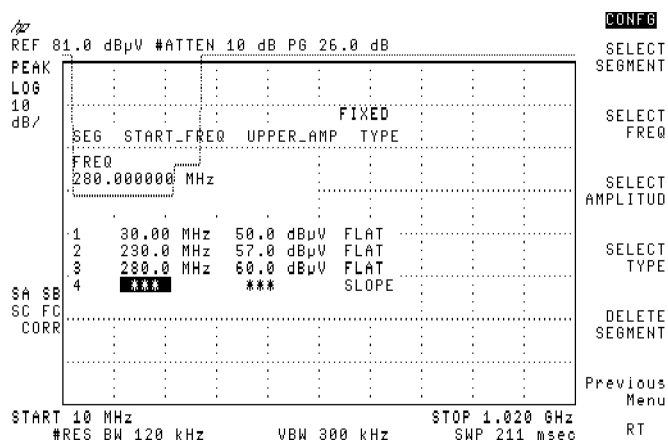 hp
REF 81.0 dBµV #ATTEN 10 dB PG 26.0 dB
PEAK
LOG
10
dB/
FIXED
SEG START_FREQ UPPER_AMP TYPE
FREQ
280.000000 MHz
1 30.00 MHz 50.0 dBµV FLAT
2 230.0 MHz 57.0 dBµV FLAT
3 280.0 MHz 60.0 dBµV FLAT
4 *** *** SLOPE
SA SB
SC FC
CORR
START 10 MHz STOP 1.020 GHz
#RES BW 120 kHz VBW 300 kHz SWP 211 msec
CONFG
SELECT
SEGMENT
SELECT
FREQ
SELECT
AMPLITUD
SELECT
TYPE
DELETE
SEGMENT
Previous
Menu
RT